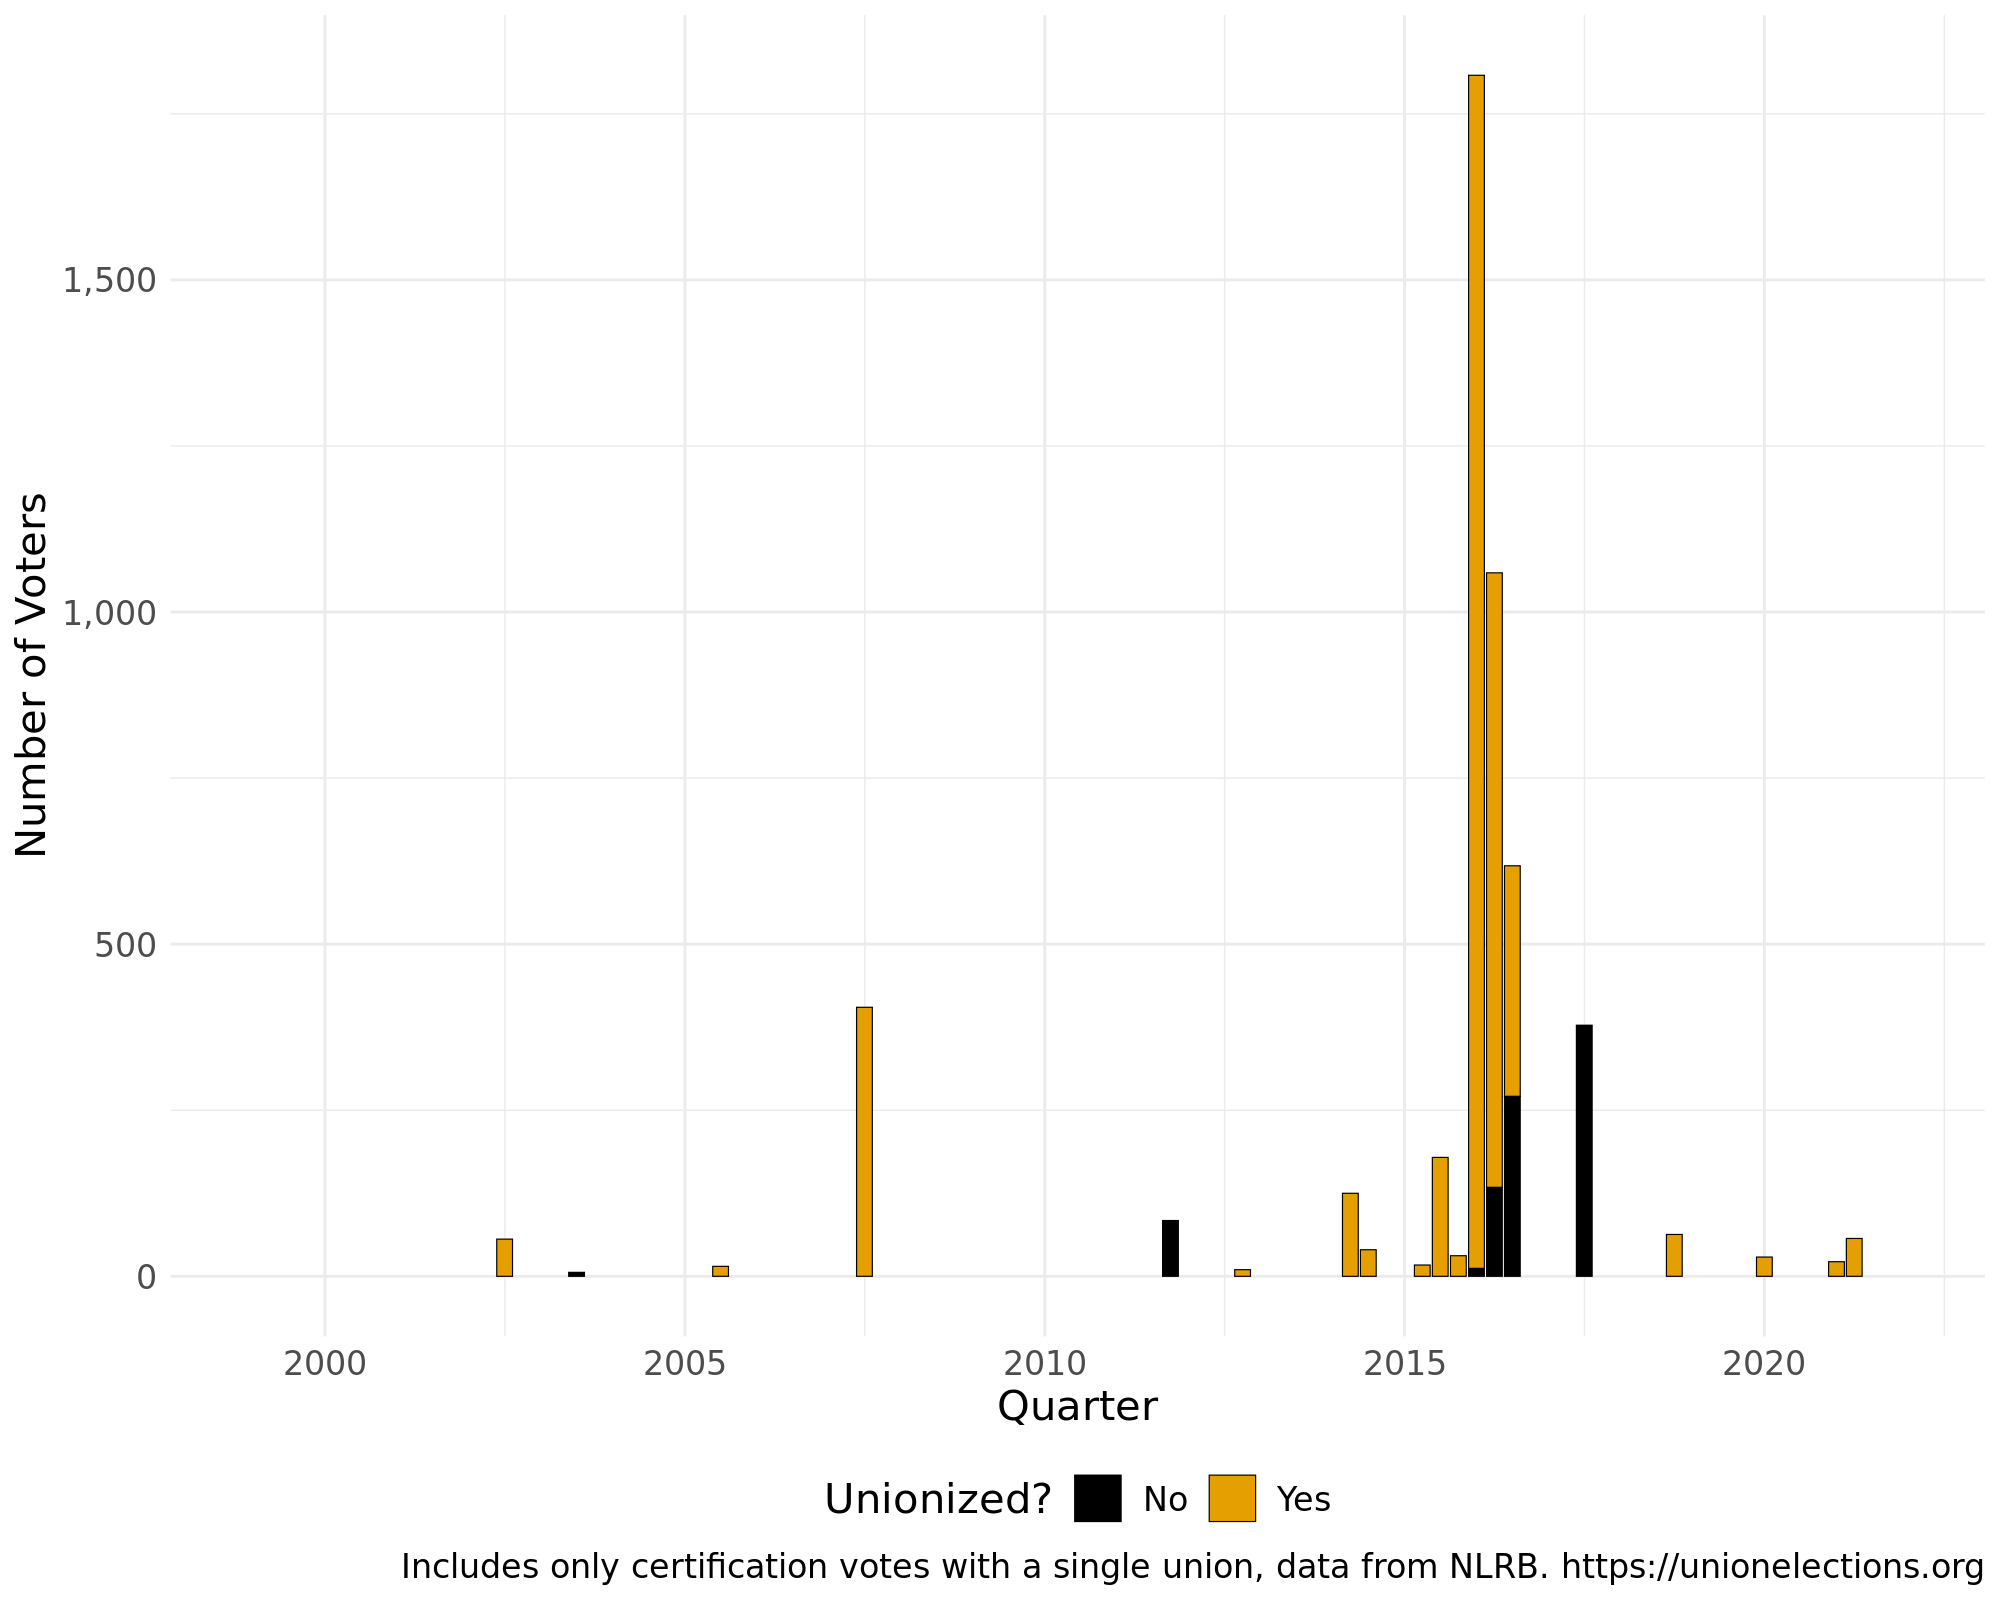 Number of Voters
1,500
1,000
500
0
2000 2005 2010 2015 2020
Quarter
Unionized? No Yes
Includes only certification votes with a single union, data from NLRB. https://unionelections.org